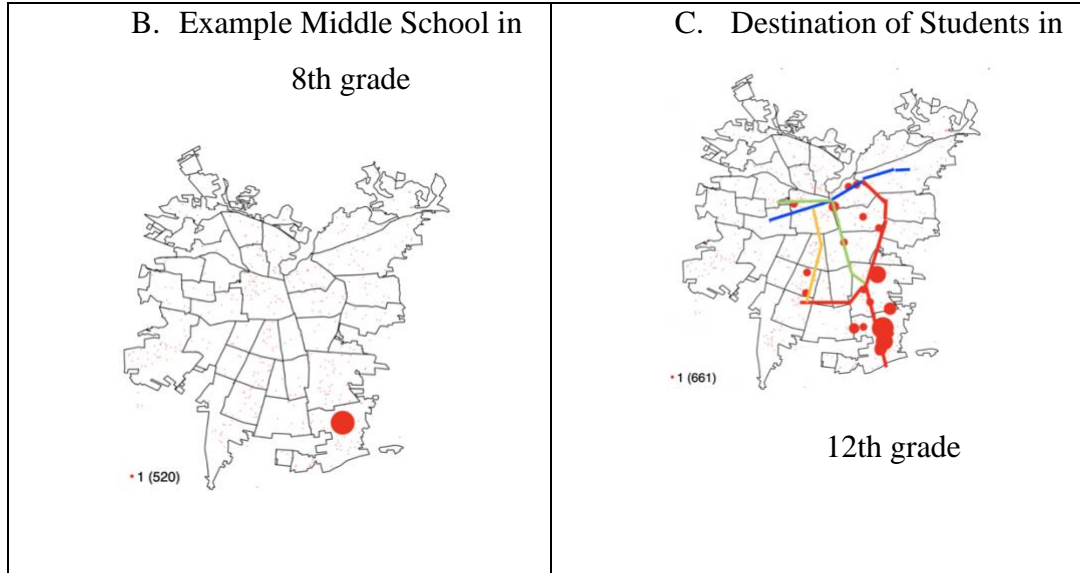 B. Example Middle School in
8th grade
1 (520)
C. Destination of Students in
1 (661)
12th grade